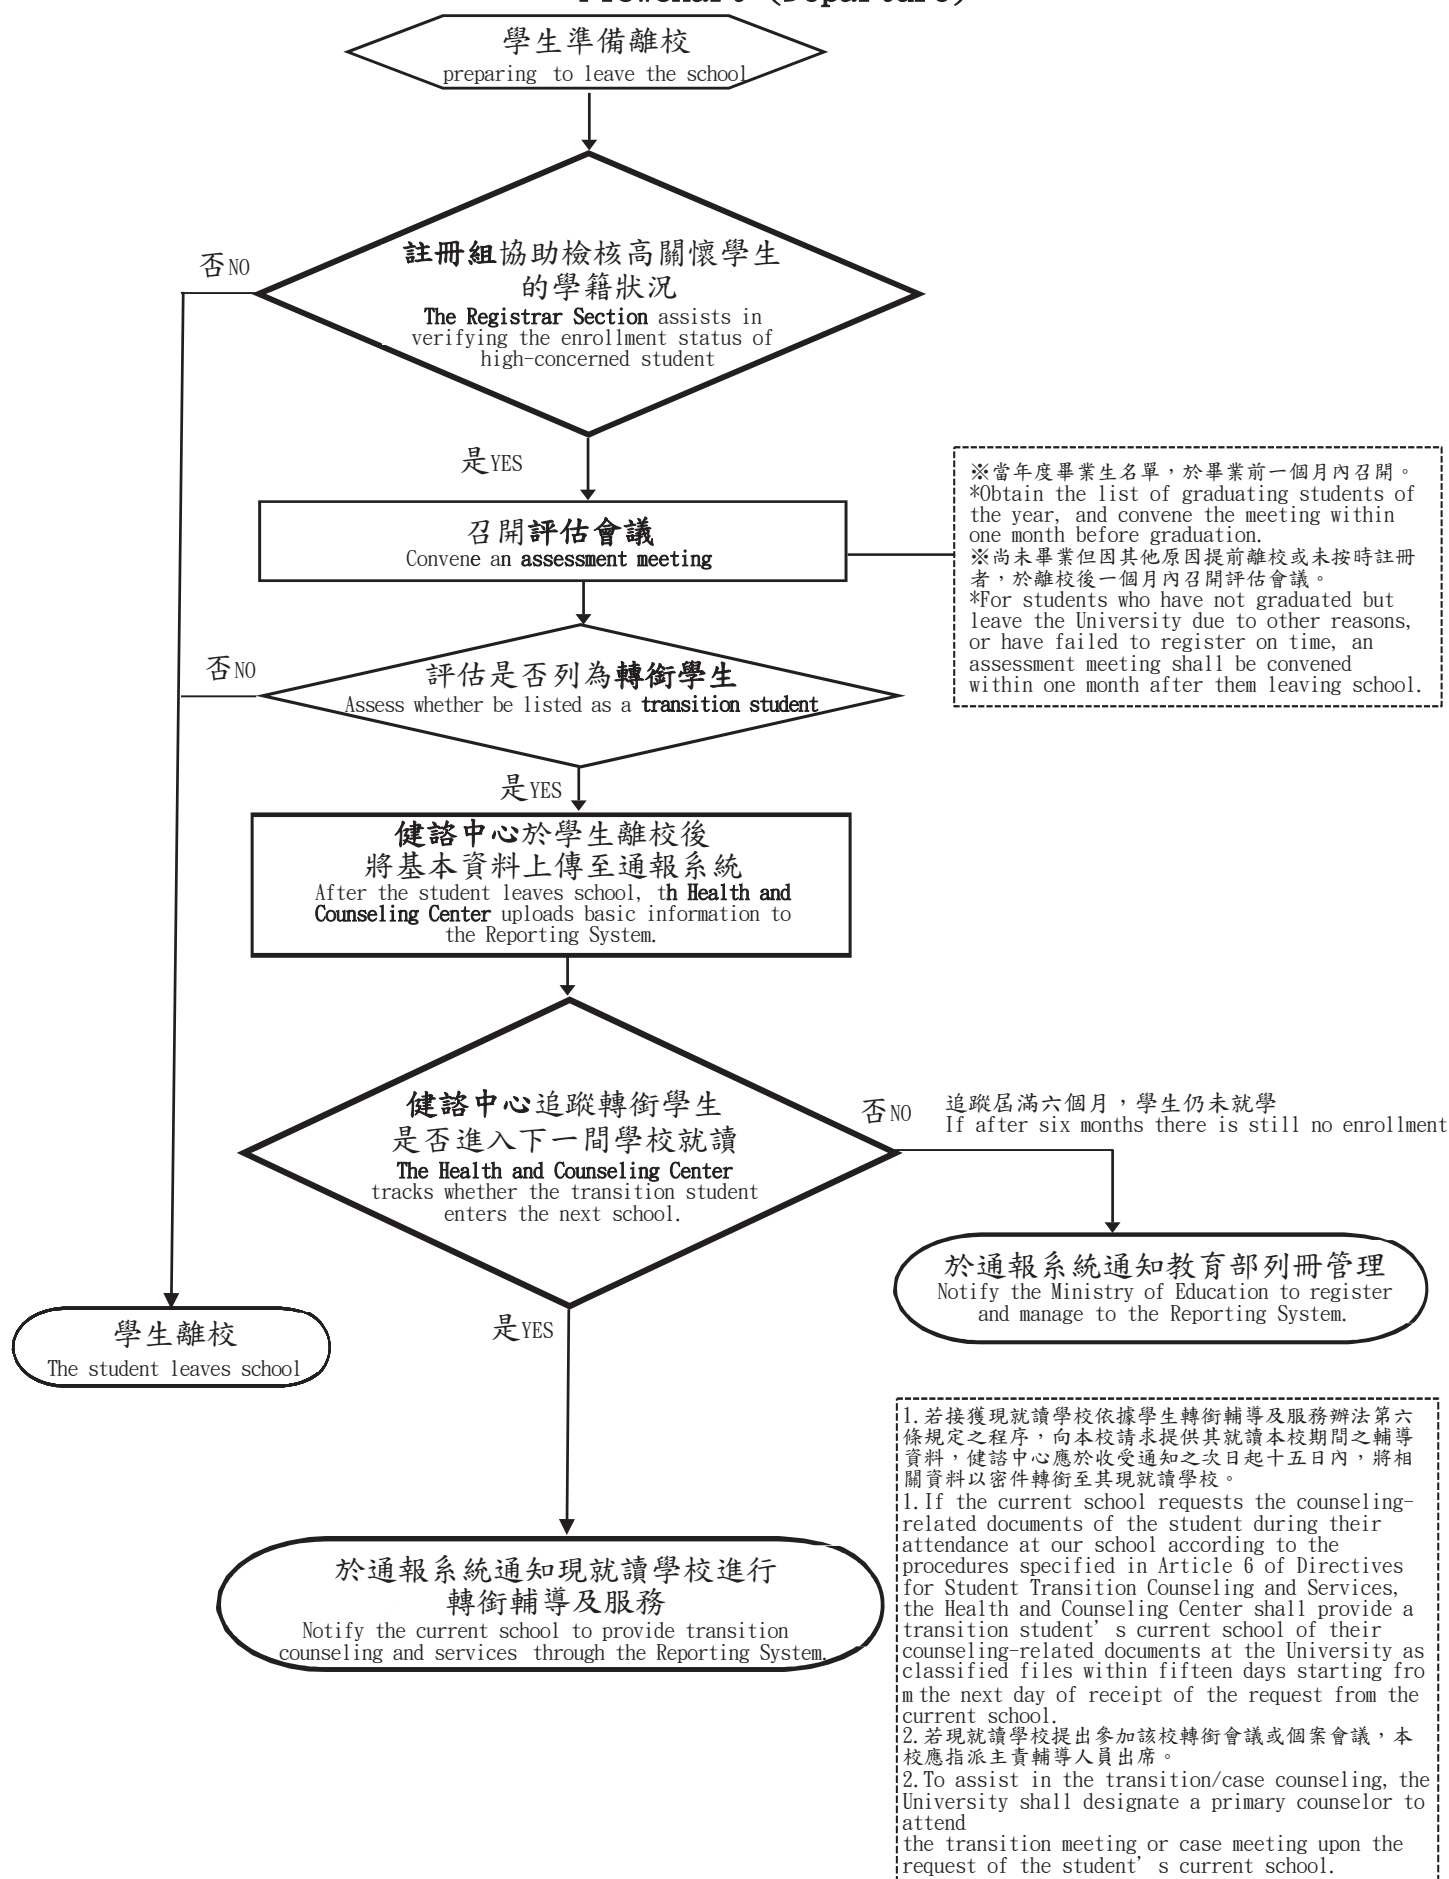 Flowchart (Departure)
學生準備離校
preparing to leave the school
註冊組協助檢核高關懷學生
的學籍狀況
The Registrar Section assists in
verifying the enrollment status of
high-concerned student
否NO
是YES
召開評估會議
Convene an assessment meeting
※當年度畢業生名單，於畢業前一個月內召開。
*Obtain the list of graduating students of
the year, and convene the meeting within
one month before graduation.
※尚未畢業但因其他原因提前離校或未按時註冊
者，於離校後一個月內召開評估會議。
*For students who have not graduated but
leave the University due to other reasons,
or have failed to register on time, an
assessment meeting shall be convened
within one month after them leaving school.
否NO
評估是否列為轉銜學生
Assess whether be listed as a transition student
是YES
健諮中心於學生離校後
將基本資料上傳至通報系統
After the student leaves school, th Health and
Counseling Center uploads basic information to
the Reporting System.
健諮中心追蹤轉銜學生
是否進入下一間學校就讀
The Health and Counseling Center
tracks whether the transition student
enters the next school.
否NO
追蹤屆滿六個月，學生仍未就學
If after six months there is still no enrollment
於通報系統通知教育部列冊管理
Notify the Ministry of Education to register
and manage to the Reporting System.
學生離校
The student leaves school
是YES
於通報系統通知現就讀學校進行
轉銜輔導及服務
Notify the current school to provide transition
counseling and services through the Reporting System.
1.若接獲現就讀學校依據學生轉銜輔導及服務辦法第六
條規定之程序，向本校請求提供其就讀本校期間之輔導
資料，健諮中心應於收受通知之次日起十五日內，將相
關資料以密件轉銜至其現就讀學校。
1.If the current school requests the counseling-
related documents of the student during their
attendance at our school according to the
procedures specified in Article 6 of Directives
for Student Transition Counseling and Services,
the Health and Counseling Center shall provide a
transition student’s current school of their
counseling-related documents at the University as
classified files within fifteen days starting fro
m the next day of receipt of the request from the
current school.
2.若現就讀學校提出參加該校轉銜會議或個案會議，本
校應指派主責輔導人員出席。
2.To assist in the transition/case counseling, the
University shall designate a primary counselor to
attend
the transition meeting or case meeting upon the
request of the student’s current school.